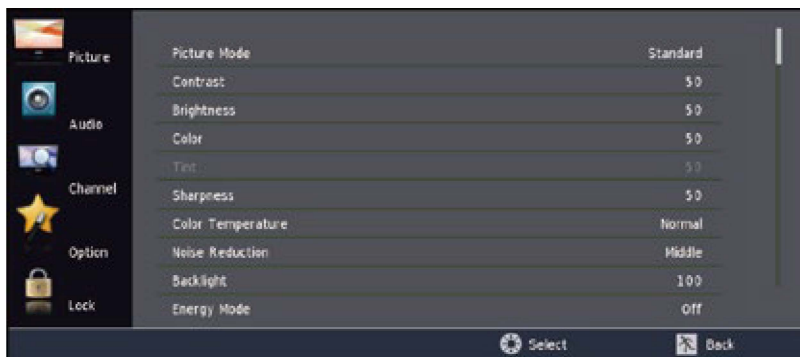 Picture
Audio
Channel
Option
Lock
Picture Mode Standard
Contrast 50
Brightness 50
Color 50
Tint 50
Sharpness 50
Color Temperature Normal
Noise Reduction Middle
Backlight 100
Energy Mode Off
Select Back